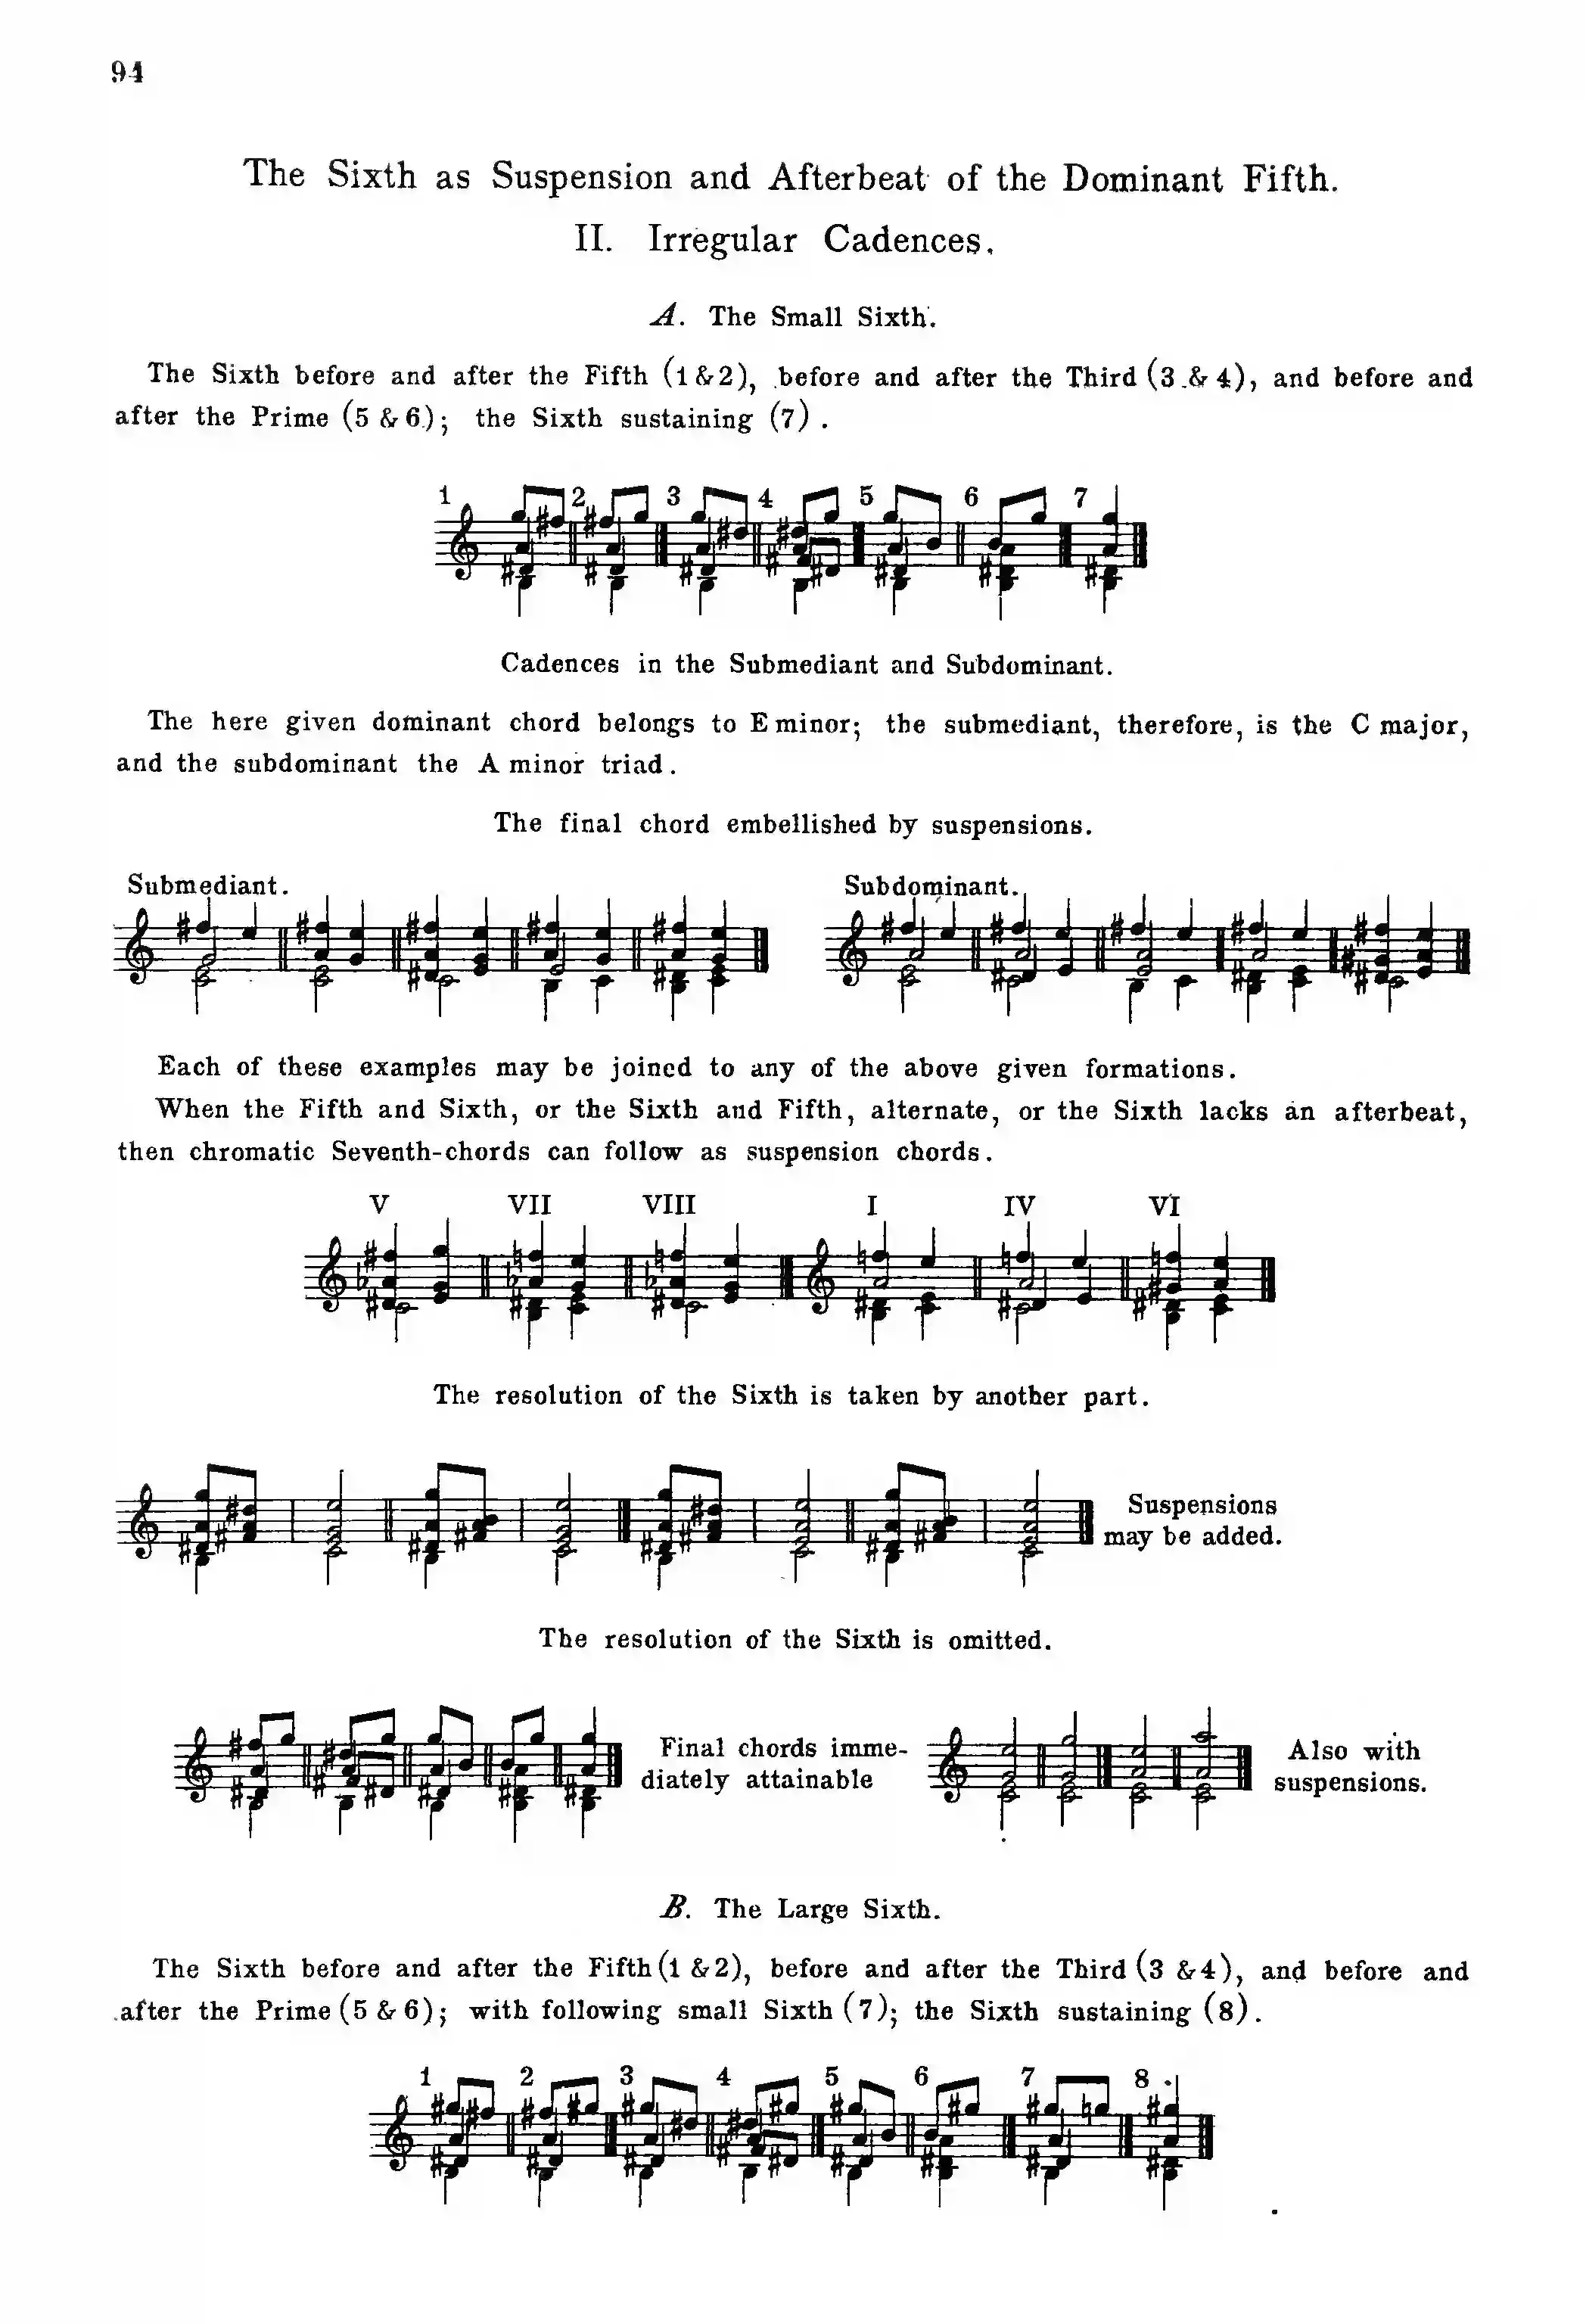 94
The Sixth as Suspension and Afterbeat of the Dominant Fifth.
II. Irregular Cadences.
A. The Small Sixth.
The Sixth before and after the Fifth (1 & 2), before and after the Third (3 & 4), and before and
after the Prime (5 & 6); the Sixth sustaining (7).
1 2 3 4 5 6 7
Cadences in the Submediant and Subdominant.
The here given dominant chord belongs to E minor; the submediant, therefore, is the C major,
and the subdominant the A minor triad.
The final chord embellished by suspensions.
Submediant. Subdominant.
Each of these examples may be joined to any of the above given formations.
When the Fifth and Sixth, or the Sixth and Fifth, alternate, or the Sixth lacks an afterbeat,
then chromatic Seventh-chords can follow as suspension chords.
V VII VIII I IV VI
The resolution of the Sixth is taken by another part.
Suspensions
may be added.
The resolution of the Sixth is omitted.
Final chords imme-
diately attainable
Also with
suspensions.
B. The Large Sixth.
The Sixth before and after the Fifth (1 & 2), before and after the Third (3 & 4), and before and
after the Prime (5 & 6); with following small Sixth (7); the Sixth sustaining (8).
1 2 3 4 5 6 7 8